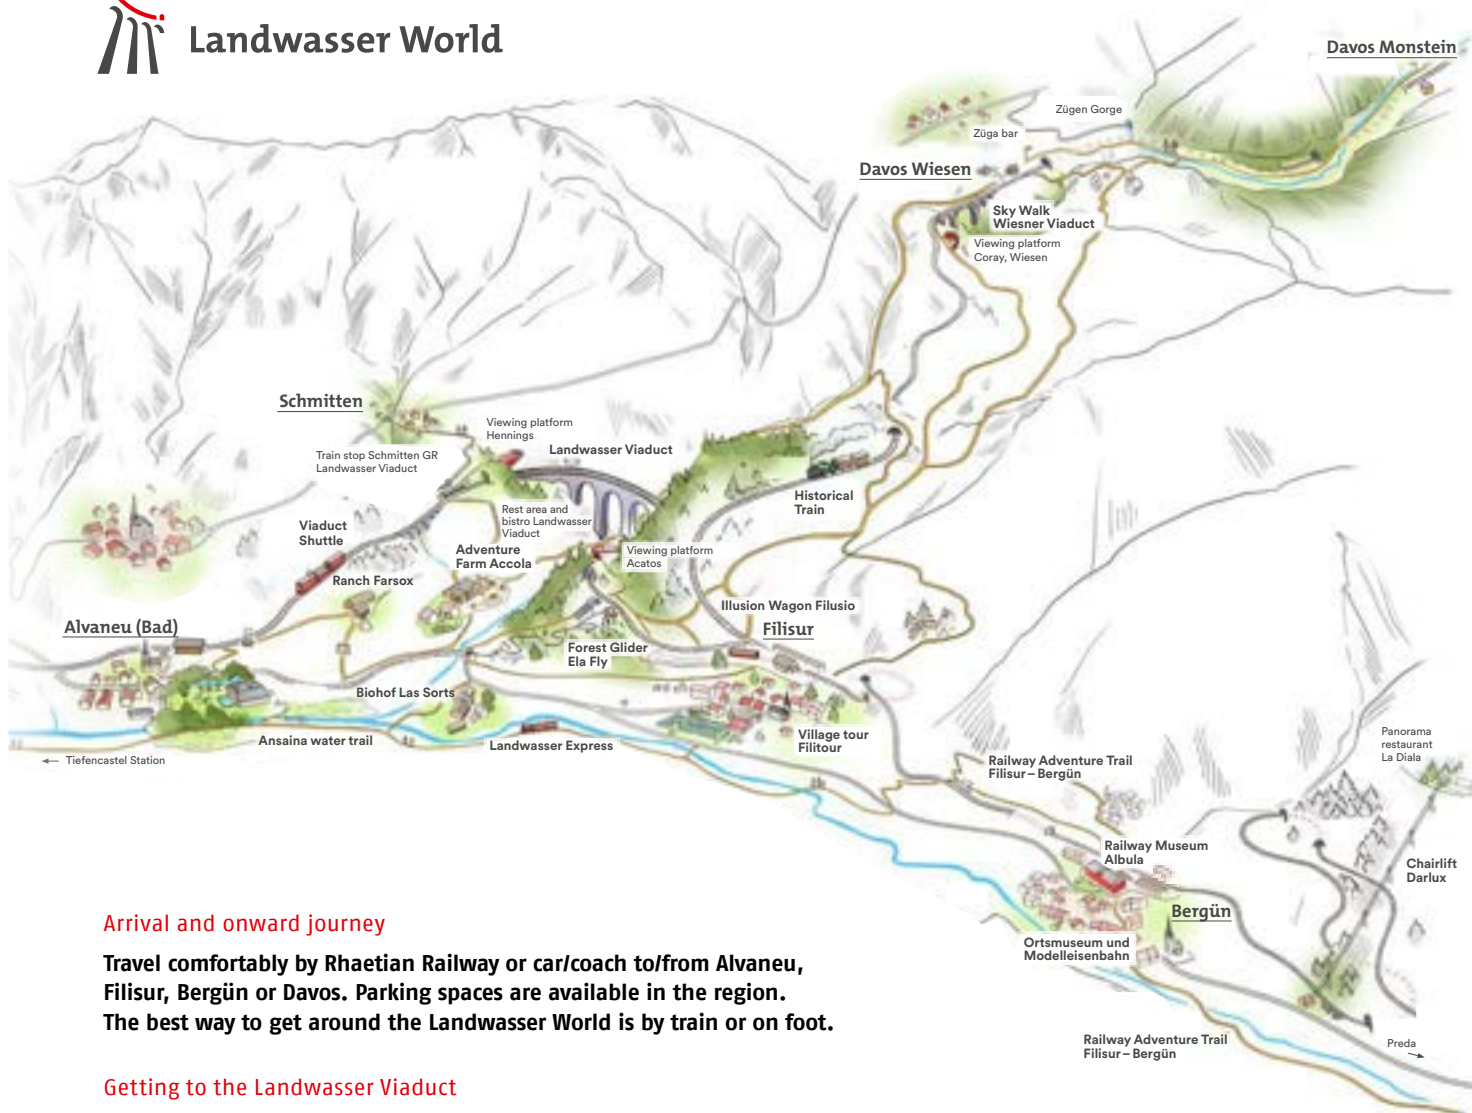 Landwasser World
Davos Monstein
Zügen Gorge
Züga bar
Davos Wiesen
Sky Walk
Wiesner Viaduct
Viewing platform
Coray, Wiesen
Schmitten
Viewing platform
Hennings
Landwasser Viaduct
Train stop Schmitten GR
Landwasser Viaduct
Historical
Train
Rest area and
bistro Landwasser
Viaduct
Viaduct
Shuttle
Adventure
Farm Accola
Viewing platform
Acatos
Ranch Farsox
Illusion Wagon Filusio
Alvaneu (Bad)
Filisur
Forest Glider
Ela Fly
Biohof Las Sorts
Ansaina water trail
Landwasser Express
Village tour
Filitour
← Tiefencastel Station
Panorama
restaurant
La Diala
Railway Adventure Trail
Filisur – Bergün
Railway Museum
Albula
Chairlift
Darlux
Bergün
Ortsmuseum und
Modelleisenbahn
Railway Adventure Trail
Filisur – Bergün
Preda
→
Arrival and onward journey
Travel comfortably by Rhaetian Railway or car/coach to/from Alvaneu,
Filisur, Bergün or Davos. Parking spaces are available in the region.
The best way to get around the Landwasser World is by train or on foot.
Getting to the Landwasser Viaduct